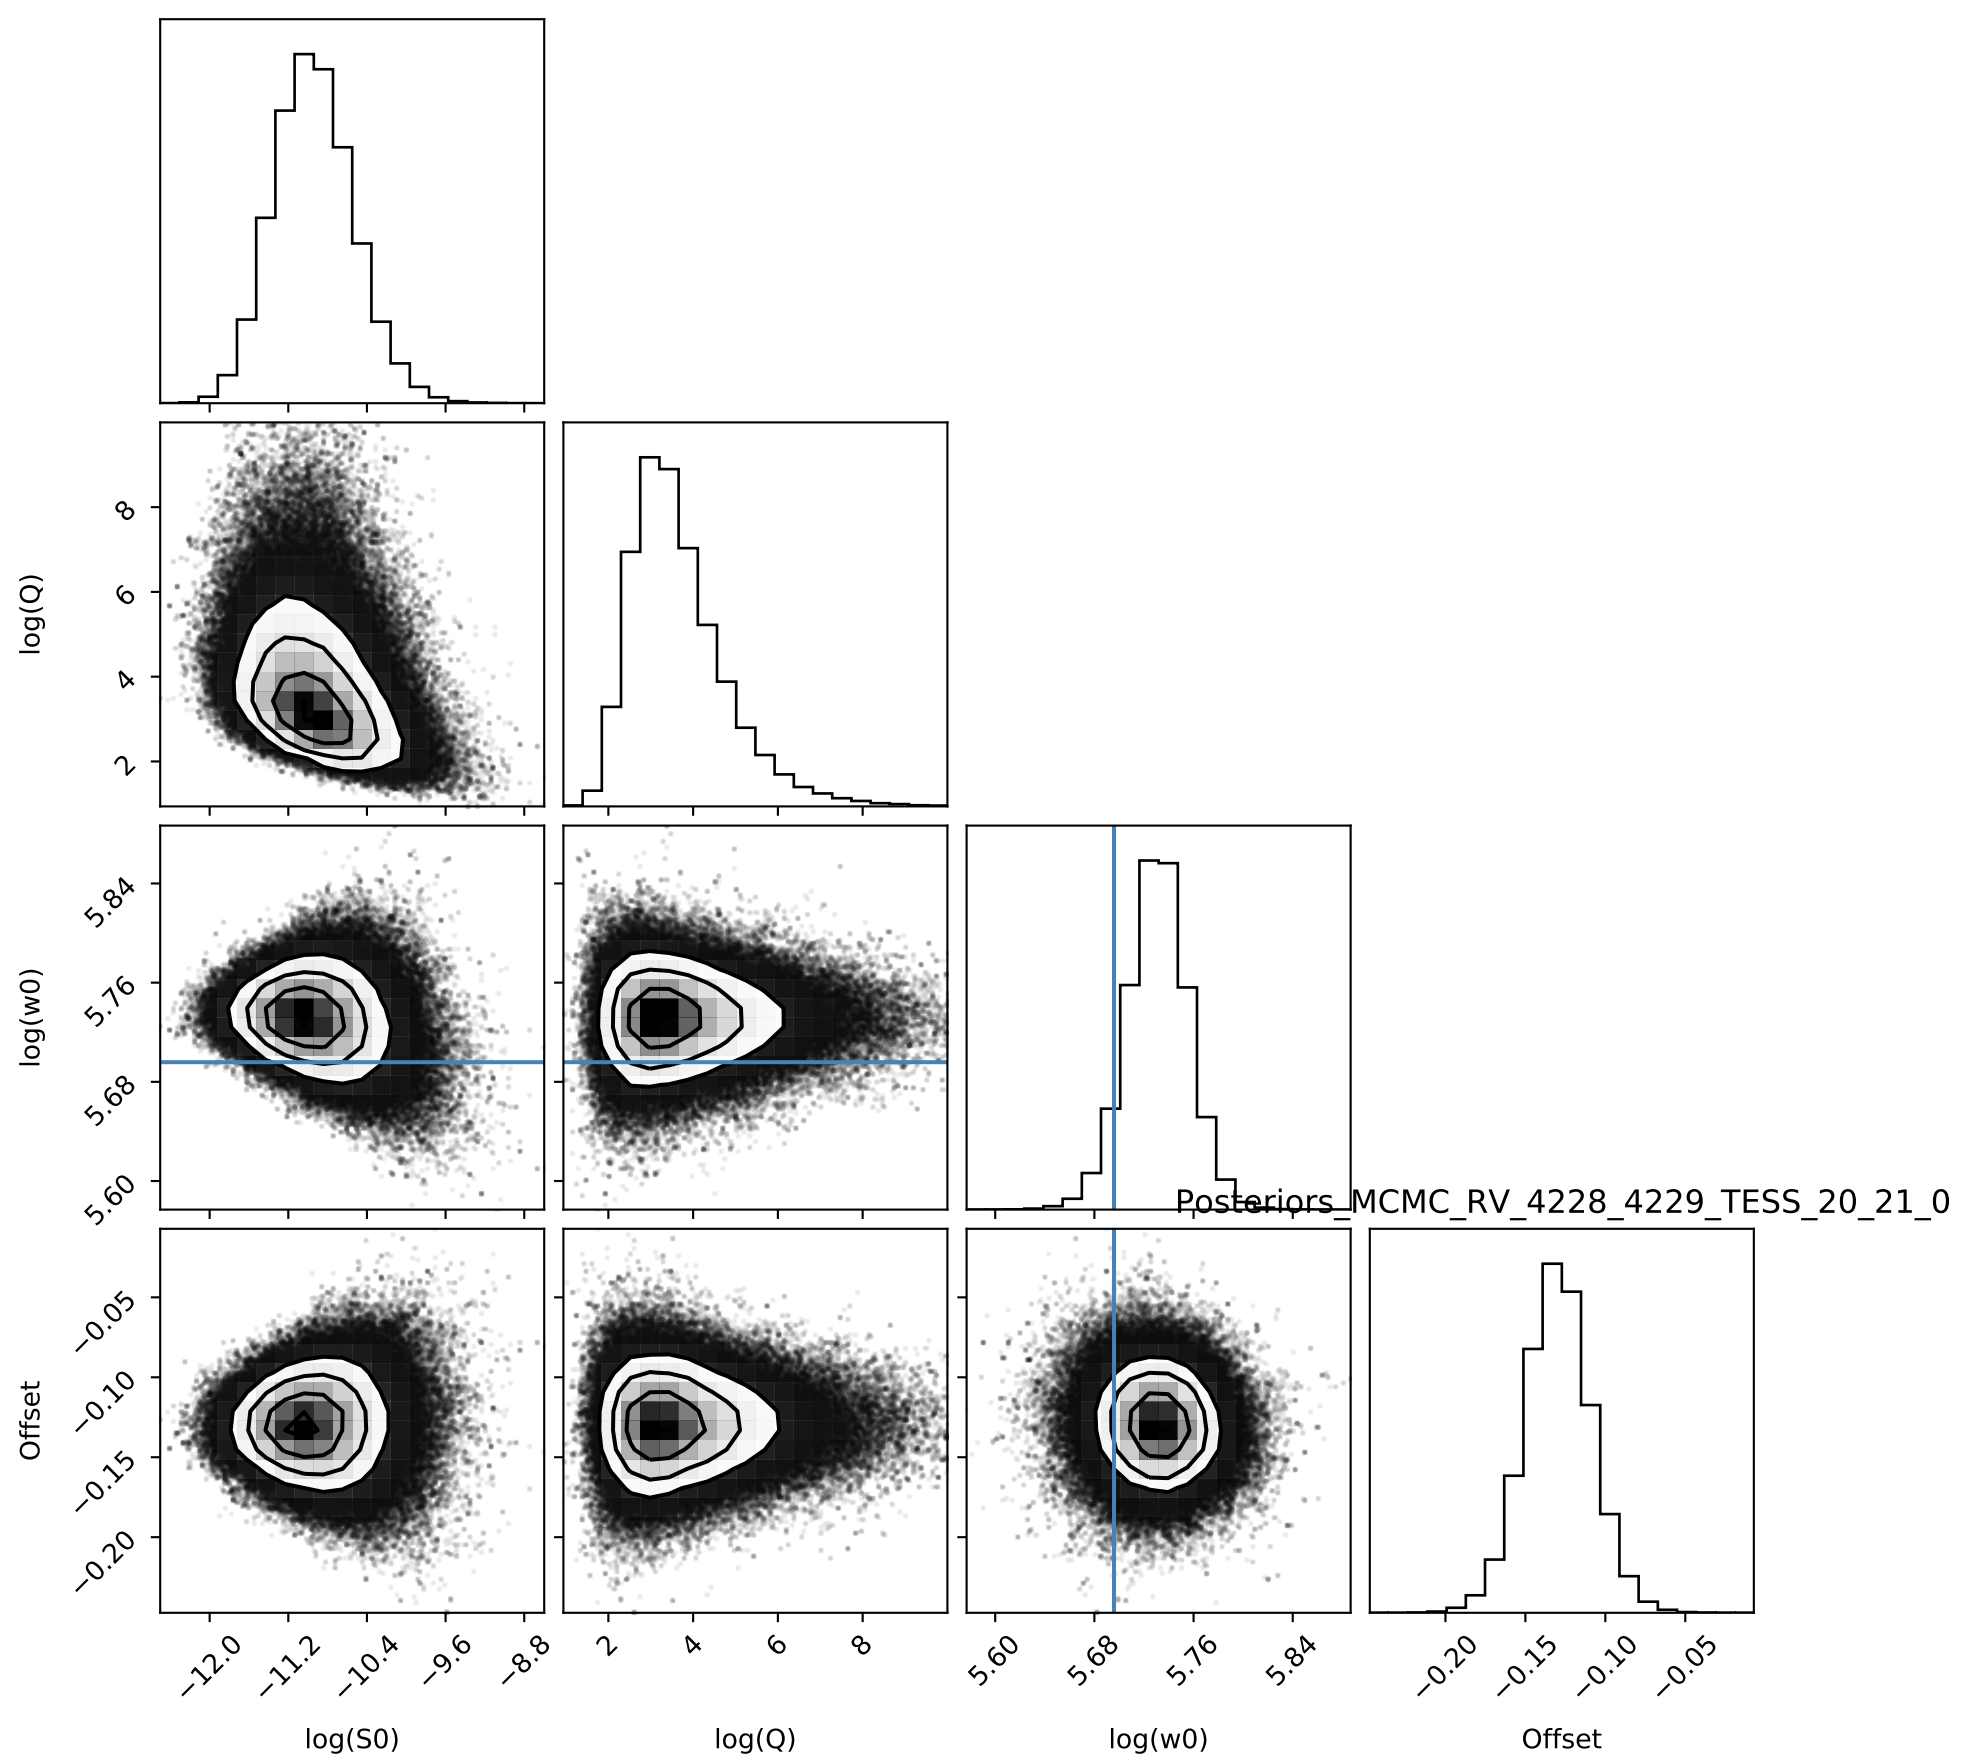 log(Q)
8
6
4
2
log(w0)
5.84
5.76
5.68
5.60
Posteriors_MCMC_RV_4228_4229_TESS_20_21_0
Offset
−0.05
−0.10
−0.15
−0.20
−12.0 −11.2 −10.4 −9.6 −8.8
2 4 6 8
5.60 5.68 5.76 5.84
−0.20 −0.15 −0.10 −0.05
log(S0) log(Q) log(w0) Offset